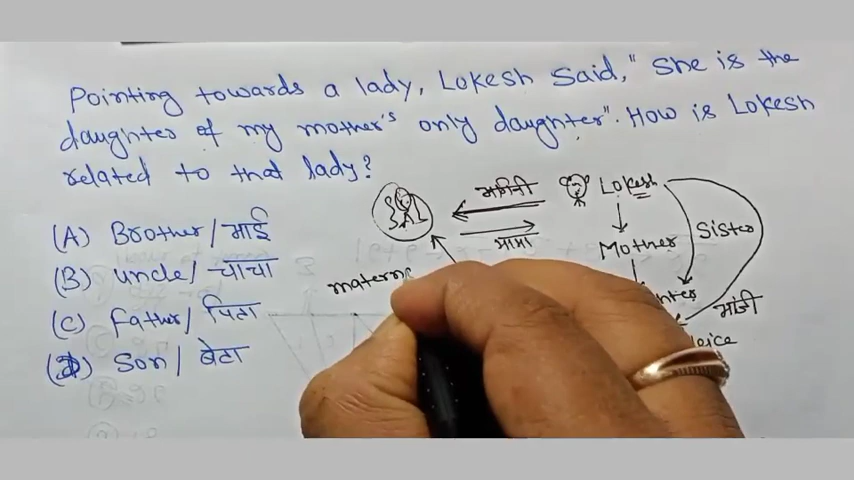 Pointing towards a lady, Lokesh Said," She is the
daughter of my mother's only daughter". How is Lokesh
related to that lady?
(A) Brother/ भाई
(B) uncle/ चाचा
(C) Father/ पिता
(D) Son/ बेटा
Lokesh
मामा
Mother
Sister
भांजी